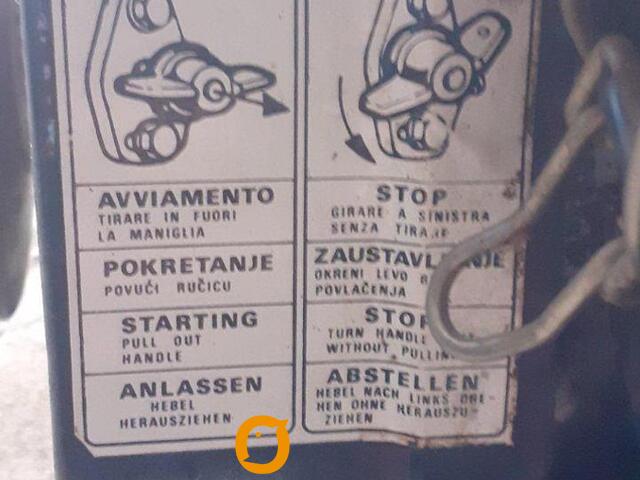 AVVIAMENTO
TIRARE IN FUORI
LA MANIGLIA
POKRETANJE
POVUĆI RUČICU
STARTING
PULL OUT
HANDLE
ANLASSEN
HEBEL
HERAUSZIEHEN
STOP
GIRARE A SINISTRA
SENZA
OKRENI LEVO
POVLAČENJA
TURN HANDLE
WITHOUT
ABSTELLEN
HEBEL NACH LINKS DRE-
HEN OHNE HERAUSZU-
ZIEHEN